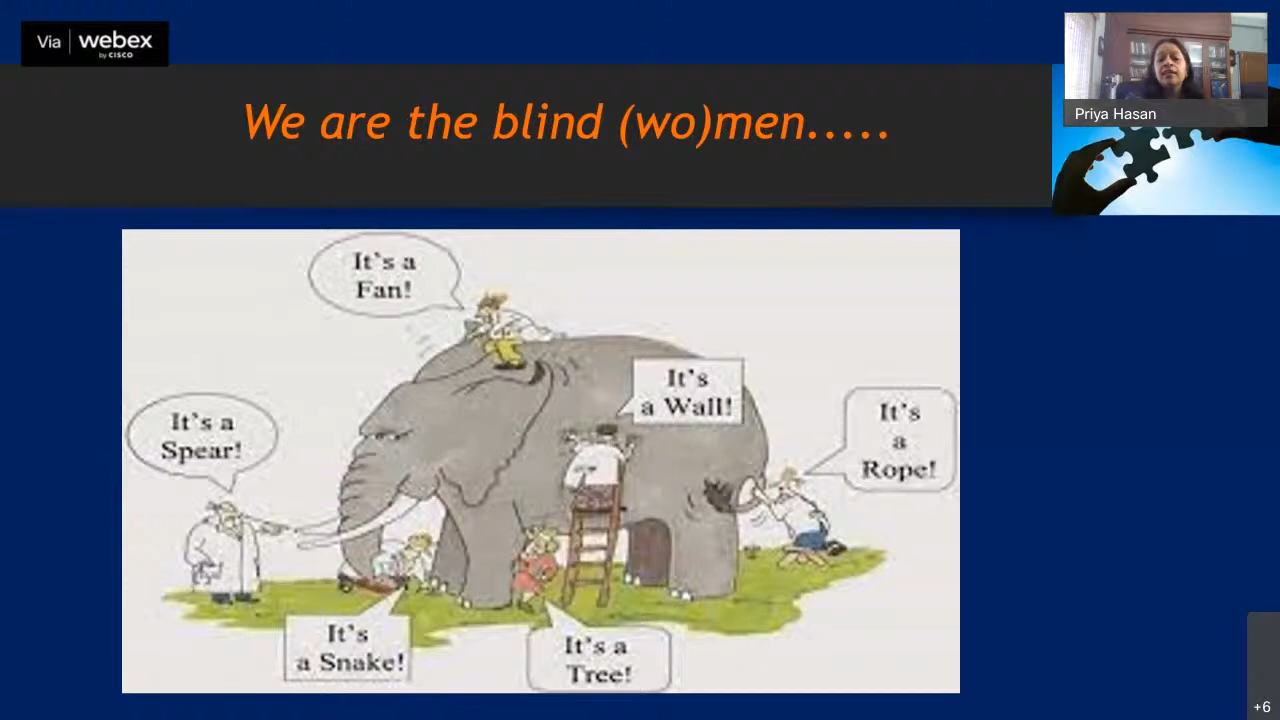 Via webex
by CISCO
Priya Hasan
We are the blind (wo)men.....
It's a
Fan!
It's
a Wall!
It's a
Spear!
It's
a
Rope!
It's
a Snake!
It's a
Tree!
+6